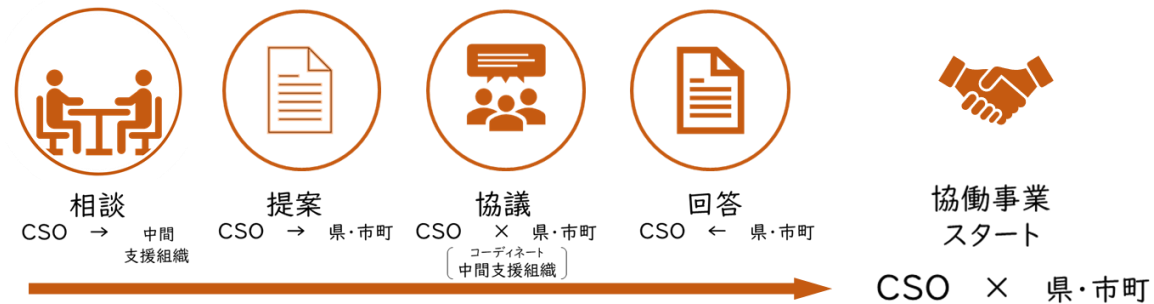 相談
CSO → 中間
支援組織
提案
CSO → 県・市町
協議
CSO × 県・市町
コーディネート
中間支援組織
回答
CSO ← 県・市町
協働事業
スタート
CSO × 県・市町